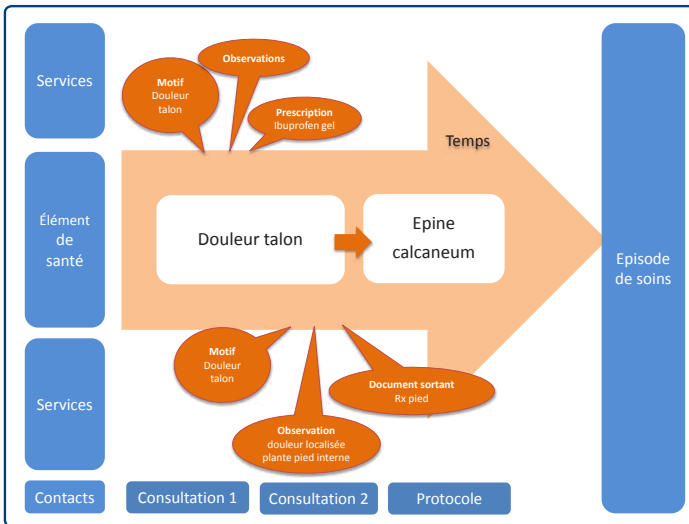 Services
Observations
Motif
Douleur
talon
Prescription
Ibuprofen gel
Temps
Élément
de
santé
Douleur talon
Epine
calcaneum
Episode
de soins
Services
Motif
Douleur
talon
Document sortant
Rx pied
Observation
douleur localisée
plante pied interne
Contacts
Consultation 1
Consultation 2
Protocole